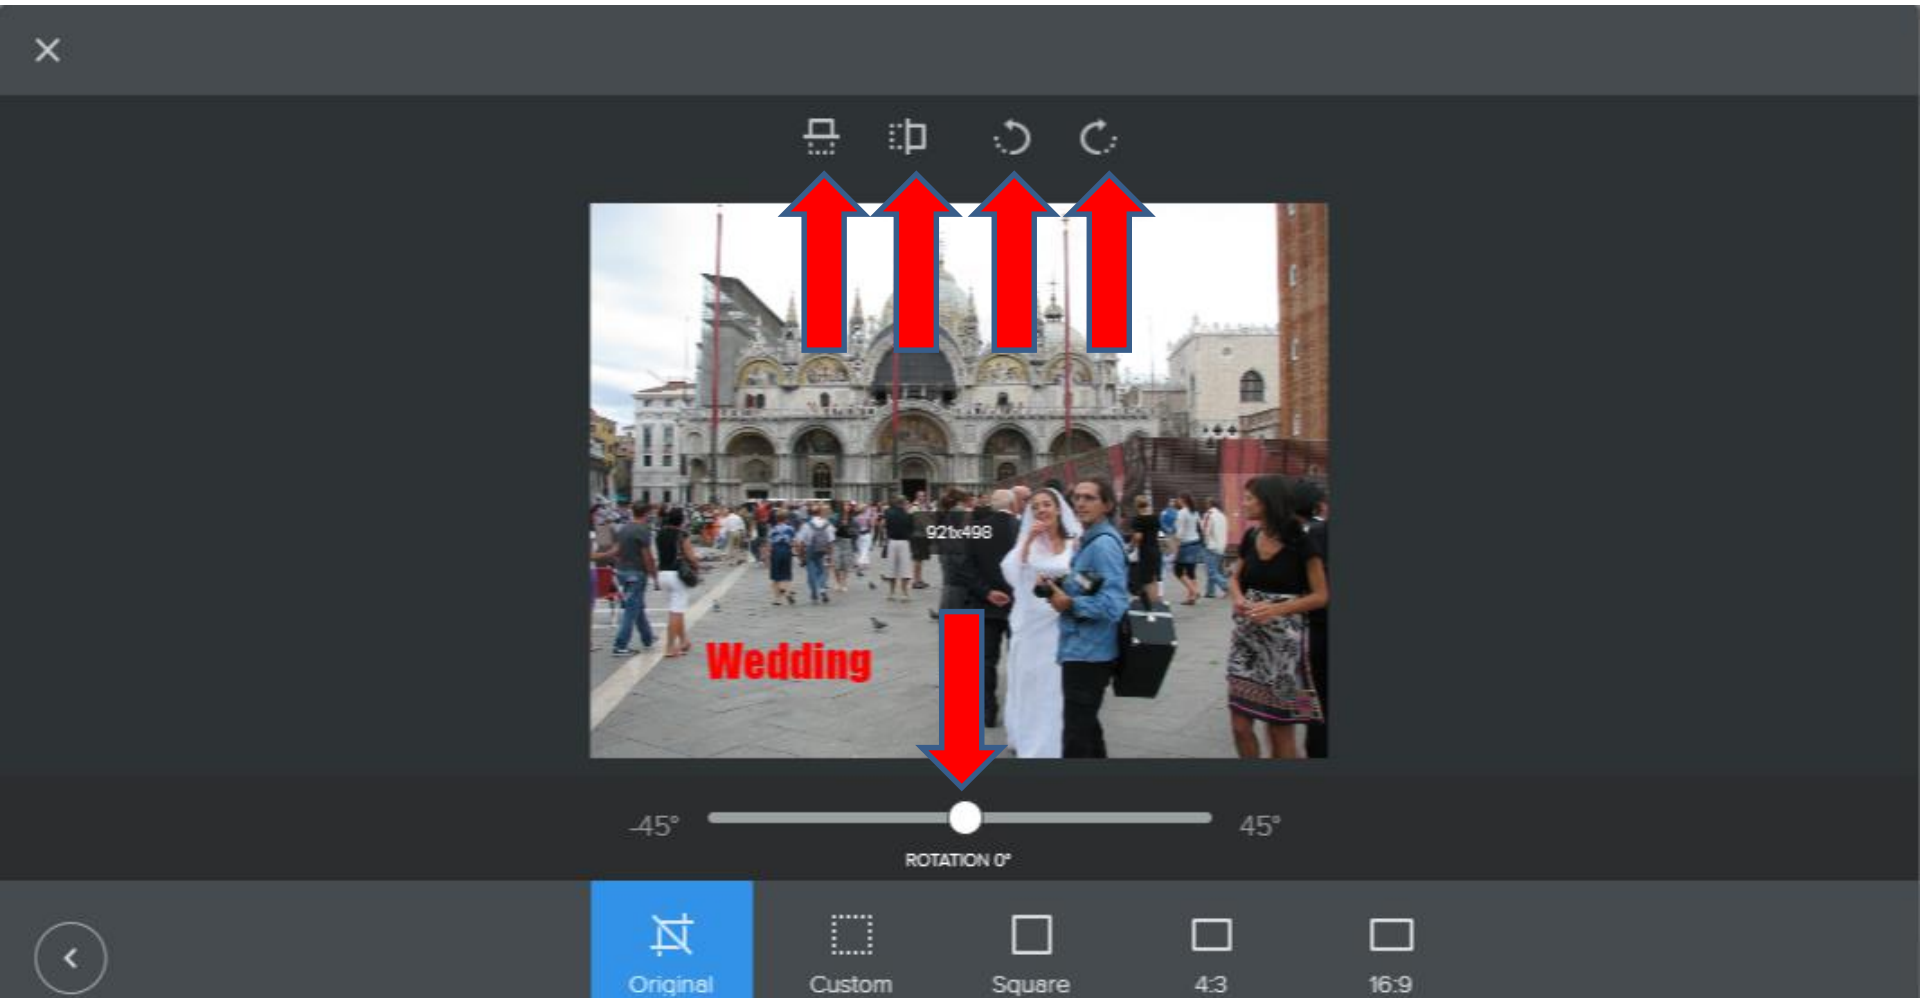 921x498
Wedding
-45° 45°
ROTATION 0°
Original Custom Square 4:3 16:9